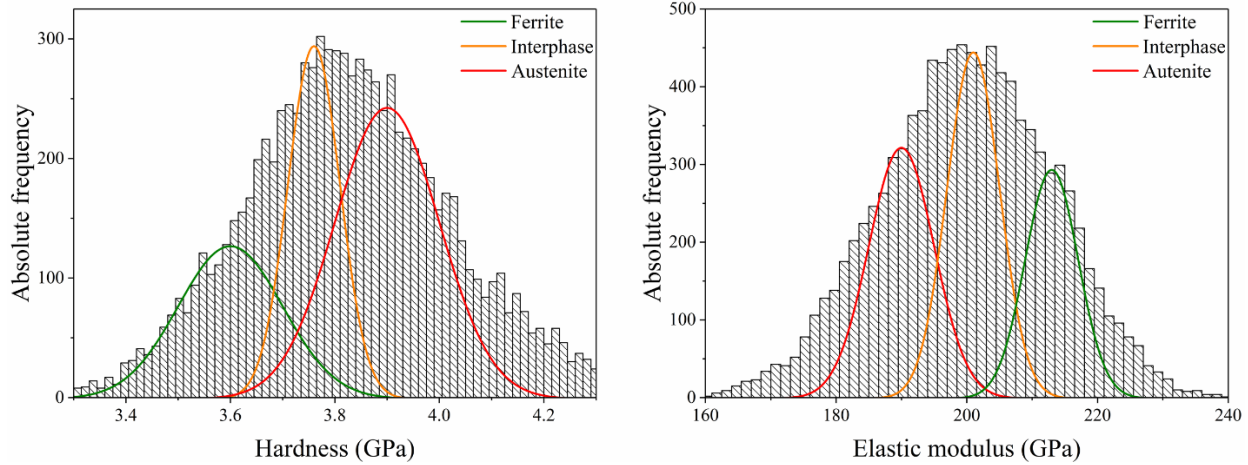 Absolute frequency
300
200
100
0
Ferrite
Interphase
Austenite
3.4 3.6 3.8 4.0 4.2
Hardness (GPa)
Absolute frequency
500
400
300
200
100
0
Ferrite
Interphase
Autenite
160 180 200 220 240
Elastic modulus (GPa)